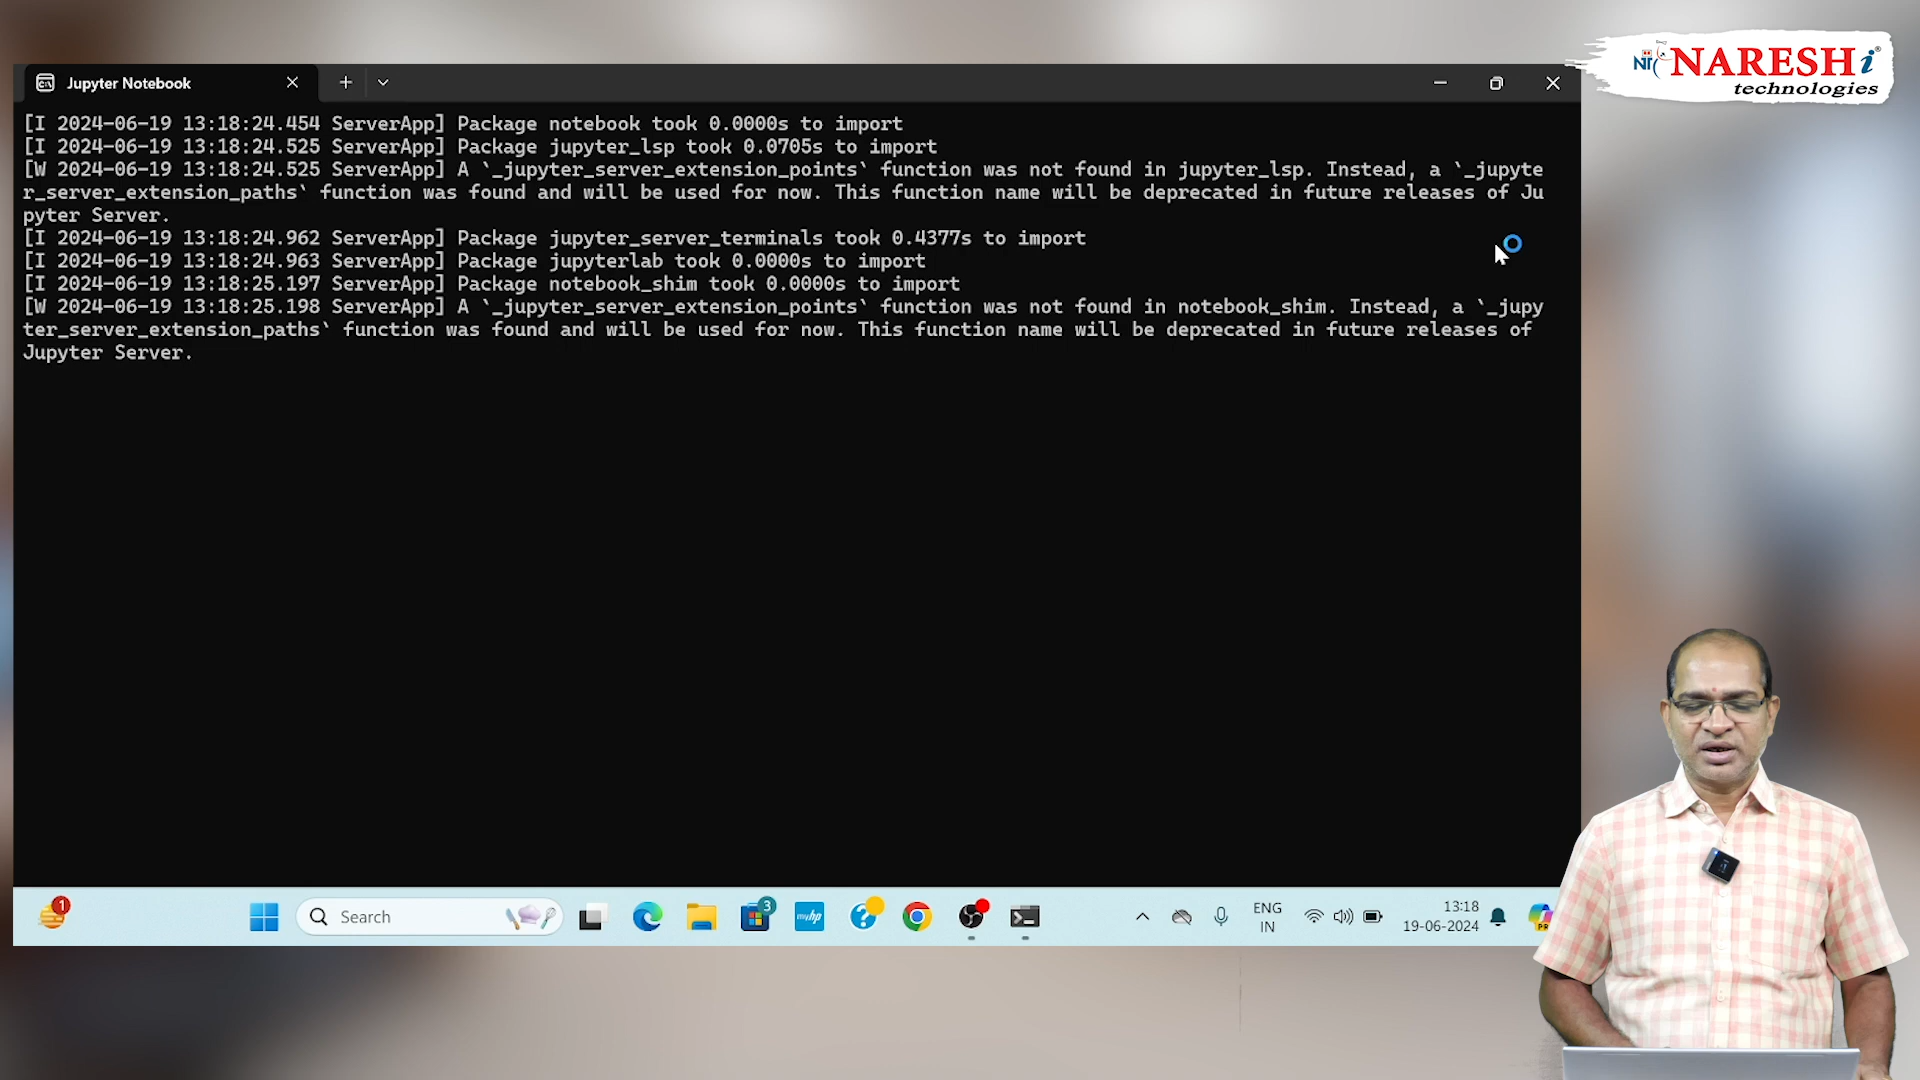 NARESH i
technologies
Jupyter Notebook
[I 2024-06-19 13:18:24.454 ServerApp] Package notebook took 0.0000s to import
[I 2024-06-19 13:18:24.525 ServerApp] Package jupyter_lsp took 0.0705s to import
[W 2024-06-19 13:18:24.525 ServerApp] A `_jupyter_server_extension_points` function was not found in jupyter_lsp. Instead, a `_jupyte
r_server_extension_paths` function was found and will be used for now. This function name will be deprecated in future releases of Ju
pyter Server.
[I 2024-06-19 13:18:24.962 ServerApp] Package jupyter_server_terminals took 0.4377s to import
[I 2024-06-19 13:18:24.963 ServerApp] Package jupyterlab took 0.0000s to import
[I 2024-06-19 13:18:25.197 ServerApp] Package notebook_shim took 0.0000s to import
[W 2024-06-19 13:18:25.198 ServerApp] A `_jupyter_server_extension_points` function was not found in notebook_shim. Instead, a `_jupy
ter_server_extension_paths` function was found and will be used for now. This function name will be deprecated in future releases of
Jupyter Server.
1
Search
3
myhp
ENG
IN
13:18
19-06-2024